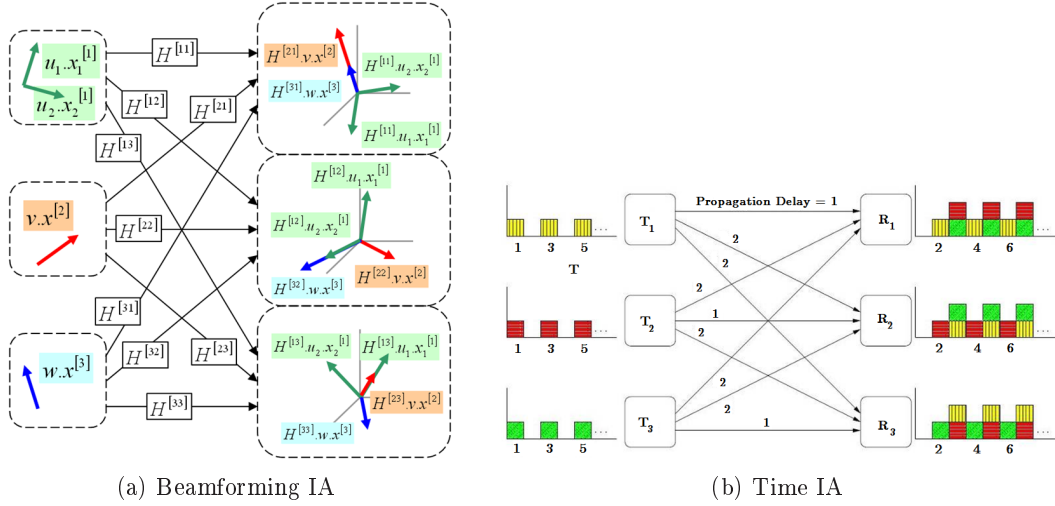 u₁.x₁^[1]
u₂.x₂^[1]
v.x^[2]
w.x^[3]
H^[11]
H^[12]
H^[13]
H^[21]
H^[22]
H^[31]
H^[32]
H^[23]
H^[33]
H^[21].v.x^[2]
H^[11].u₂.x₂^[1]
H^[31].w.x^[3]
H^[11].u₁.x₁^[1]
H^[12].u₁.x₁^[1]
H^[12].u₂.x₂^[1]
H^[32].w.x^[3]
H^[22].v.x^[2]
H^[13].u₂.x₂^[1]
H^[13].u₁.x₁^[1]
H^[23].v.x^[2]
H^[33].w.x^[3]
(a) Beamforming IA
1 3 5 ...
T
T₁
Propagation Delay = 1
2
2
R₁
2 4 6 ...
1 3 5 ...
T₂
2
1
2
R₂
2 4 6 ...
1 3 5 ...
T₃
2
2
1
R₃
2 4 6 ...
(b) Time IA